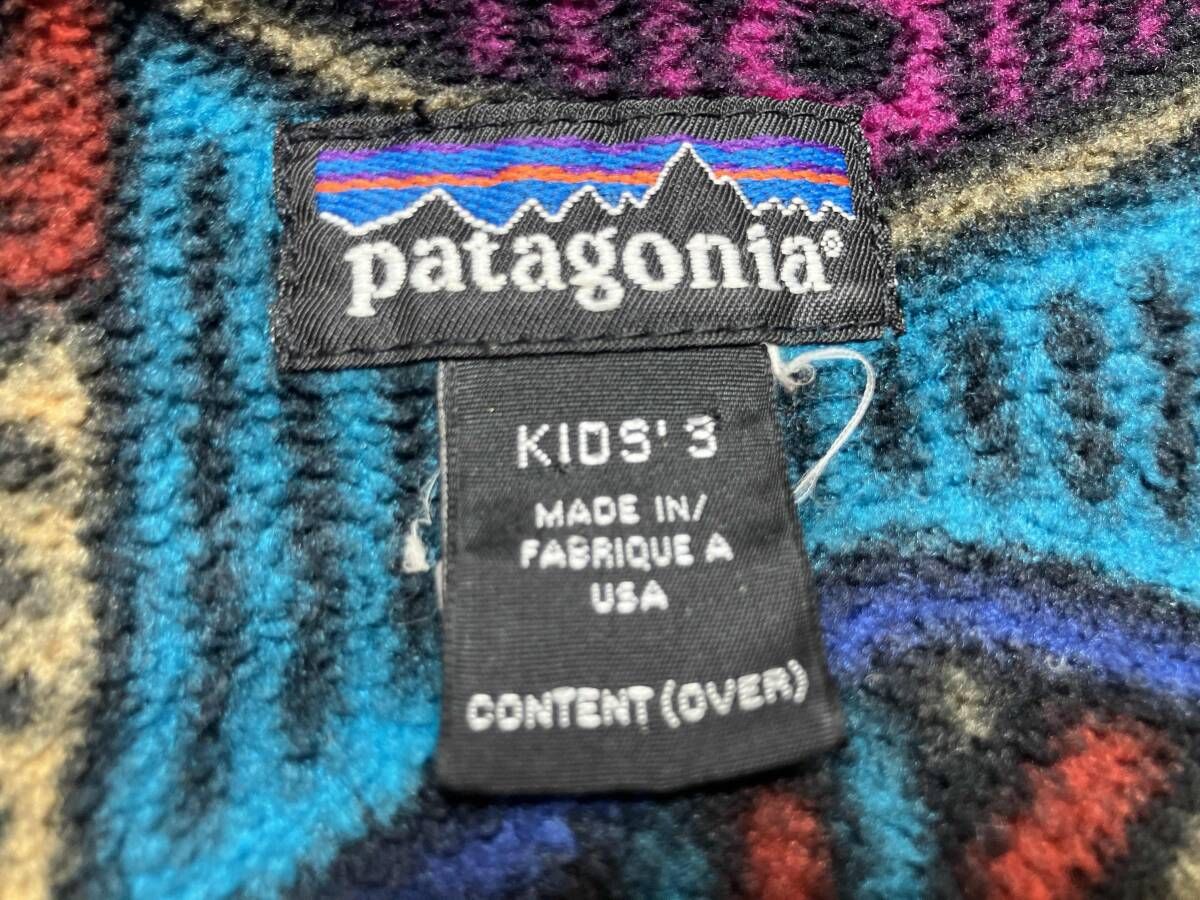 patagonia®
KIDS' 3
MADE IN/
FABRIQUE A
USA
CONTENT (OVER)